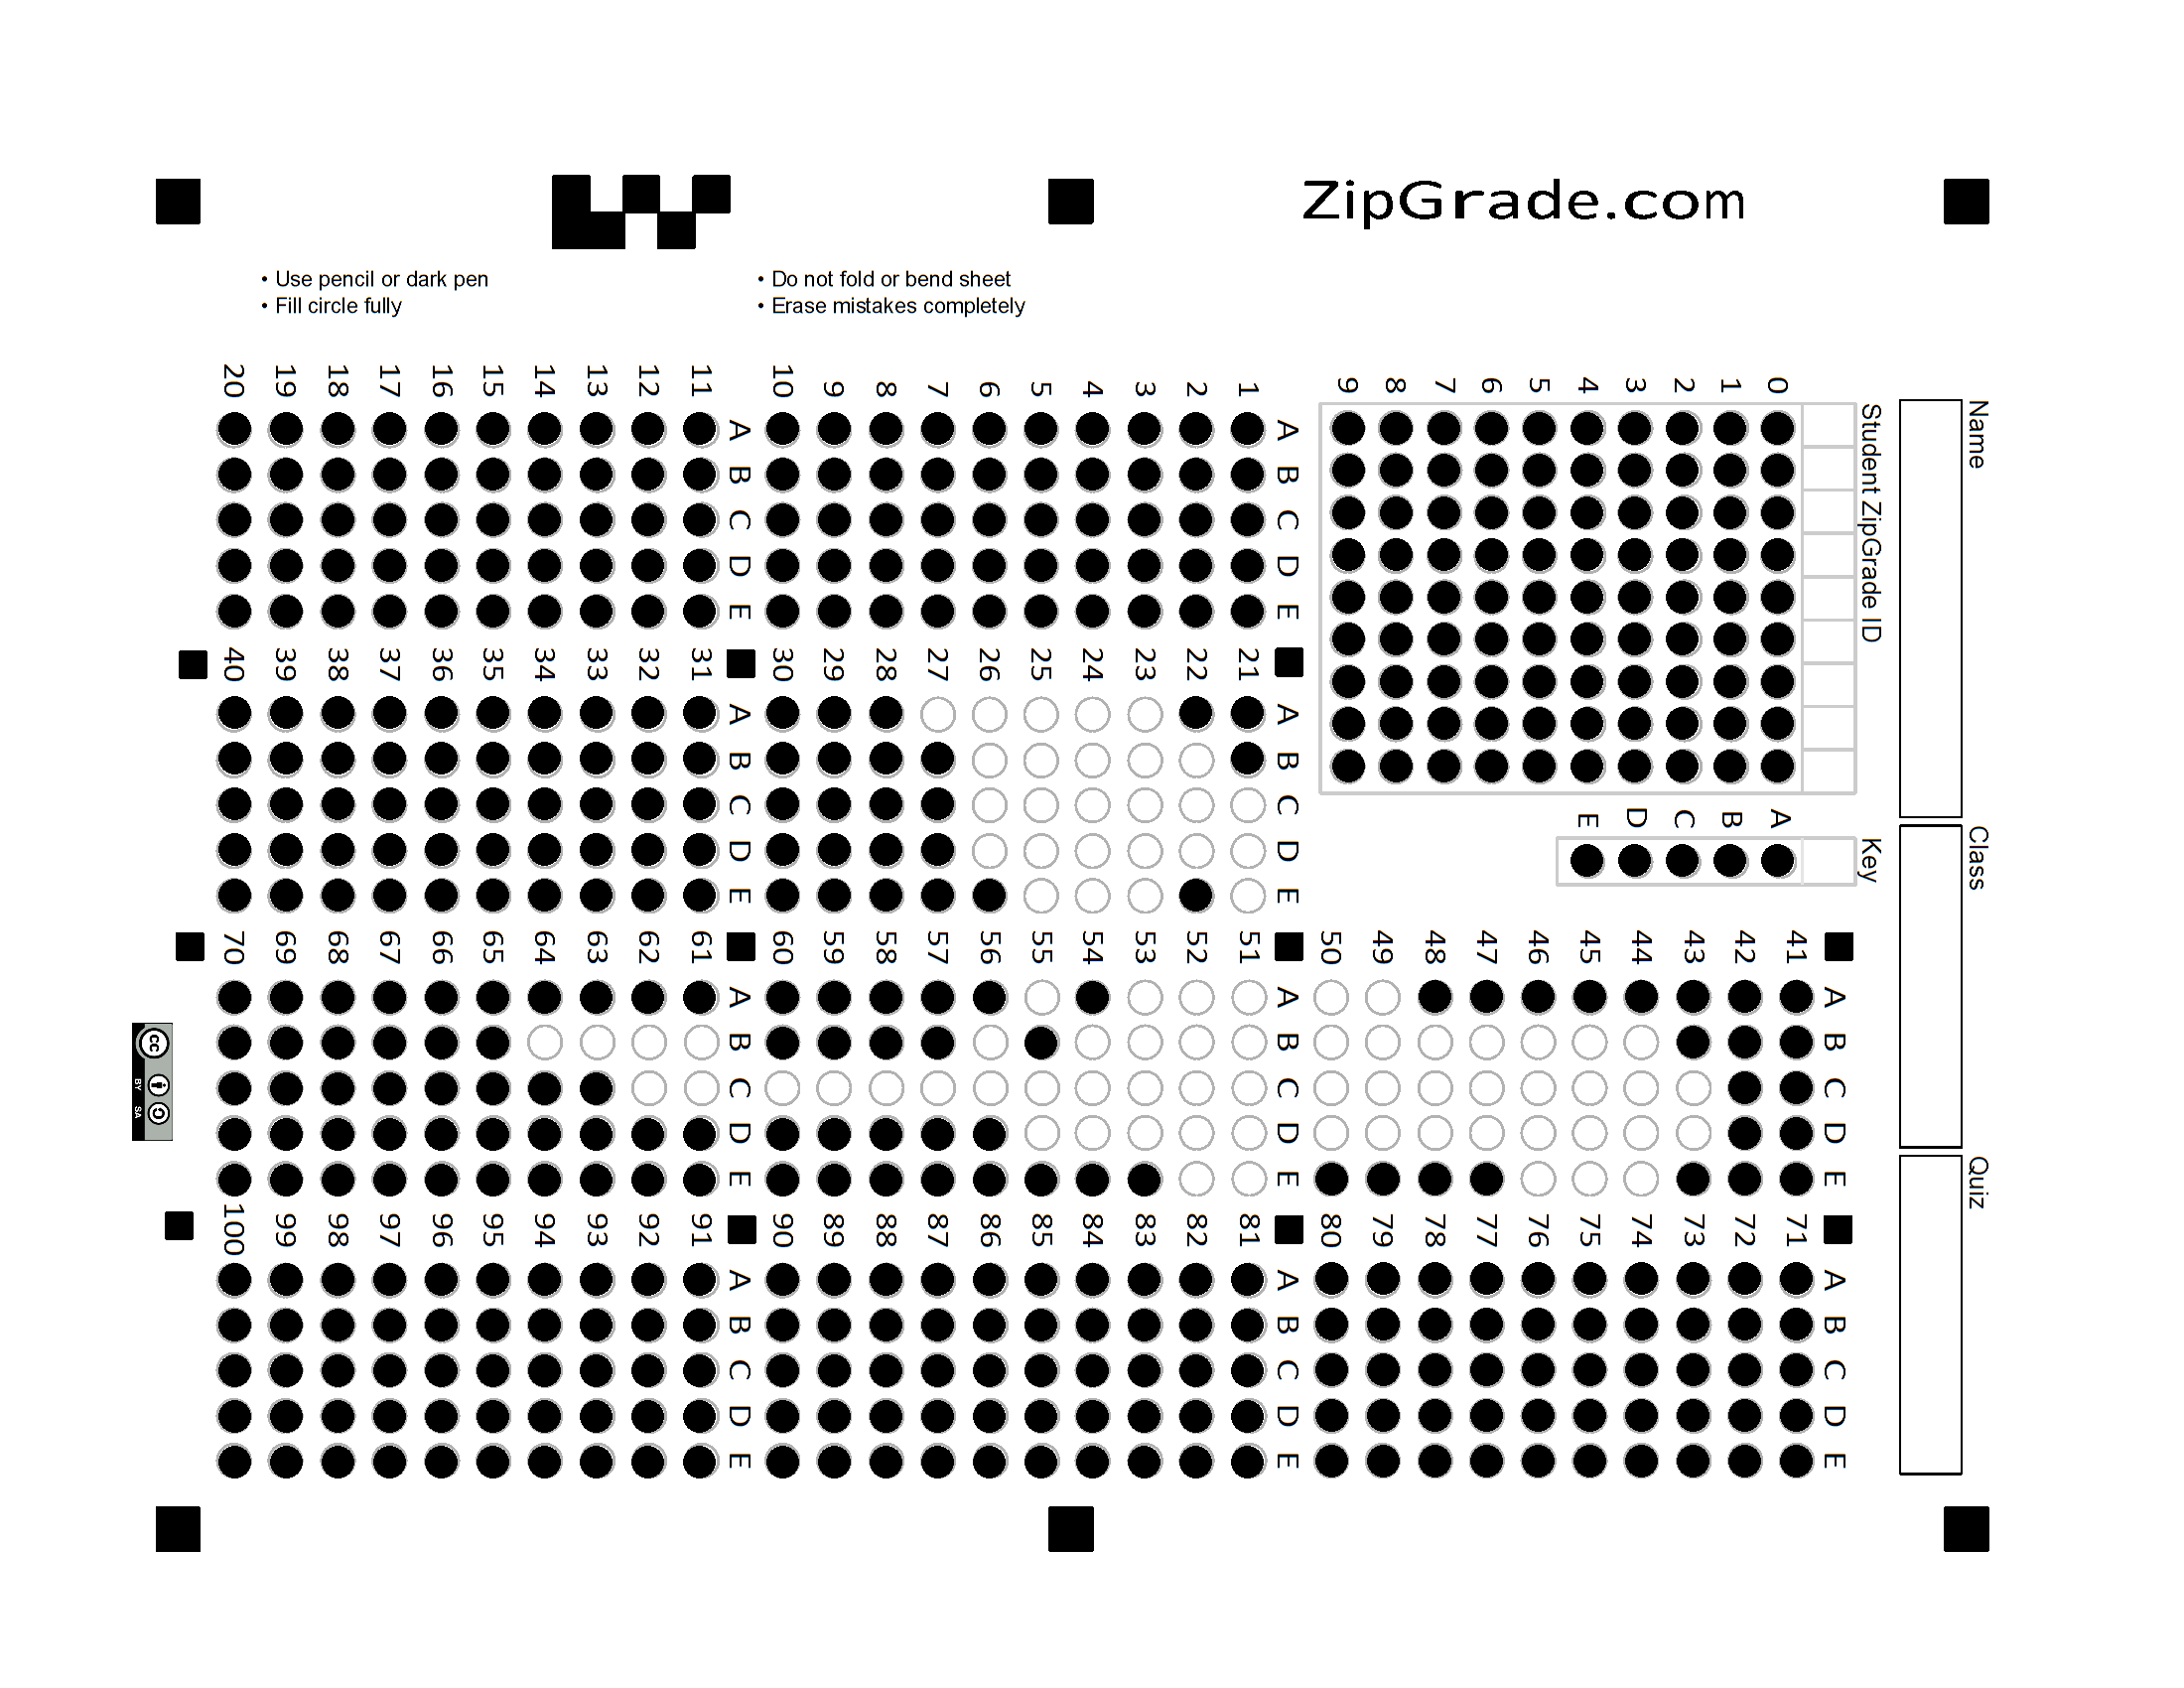 ZipGrade.com
• Use pencil or dark pen
• Fill circle fully
• Do not fold or bend sheet
• Erase mistakes completely
Name
Class
Quiz
Student ZipGrade ID
0 1 2 3 4 5 6 7 8 9
Key
A B C D E
A B C D E
1 2 3 4 5 6 7 8 9 10
A B C D E
11 12 13 14 15 16 17 18 19 20
A B C D E
21 22 23 24 25 26 27 28 29 30
A B C D E
31 32 33 34 35 36 37 38 39 40
A B C D E
41 42 43 44 45 46 47 48 49 50
A B C D E
51 52 53 54 55 56 57 58 59 60
A B C D E
61 62 63 64 65 66 67 68 69 70
A B C D E
71 72 73 74 75 76 77 78 79 80
A B C D E
81 82 83 84 85 86 87 88 89 90
A B C D E
91 92 93 94 95 96 97 98 99 100
A B C D E
cc
BY SA